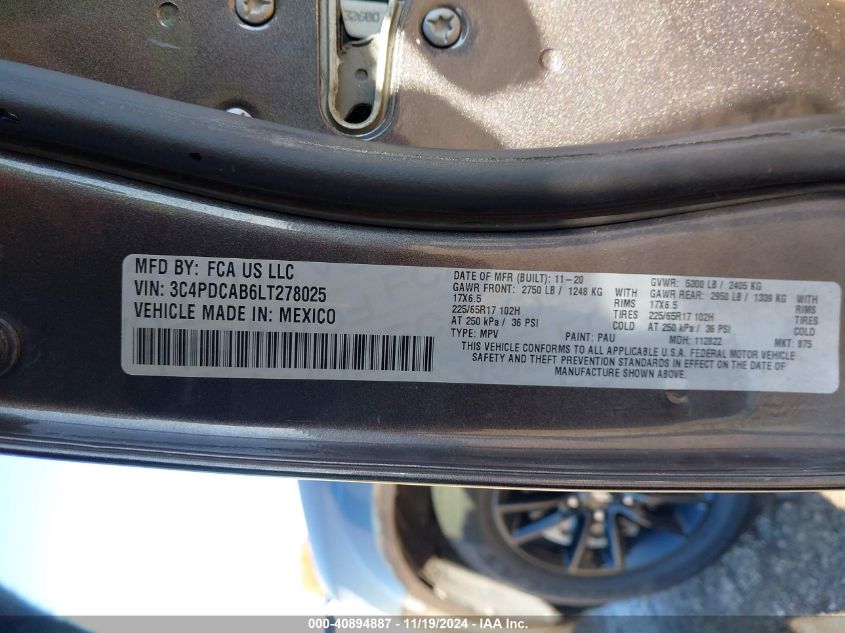 32680
MFD BY: FCA US LLC
VIN: 3C4PDCAB6LT278025
VEHICLE MADE IN: MEXICO
DATE OF MFR (BUILT): 11-20
GAWR FRONT: 2750 LB / 1248 KG WITH
17X6.5 RIMS
225/65R17 102H TIRES
AT 250 kPa / 36 PSI COLD
TYPE: MPV PAINT: PAU
GVWR: 5300 LB / 2405 KG
GAWR REAR: 2950 LB / 1339 KG WITH
17X6.5 RIMS
225/65R17 102H TIRES
AT 250 kPa / 36 PSI COLD
MDH: 112822 MKT: 875
THIS VEHICLE CONFORMS TO ALL APPLICABLE U.S.A. FEDERAL MOTOR VEHICLE
SAFETY AND THEFT PREVENTION STANDARDS IN EFFECT ON THE DATE OF
MANUFACTURE SHOWN ABOVE.
000-40894887 - 11/19/2024 - IAA Inc.